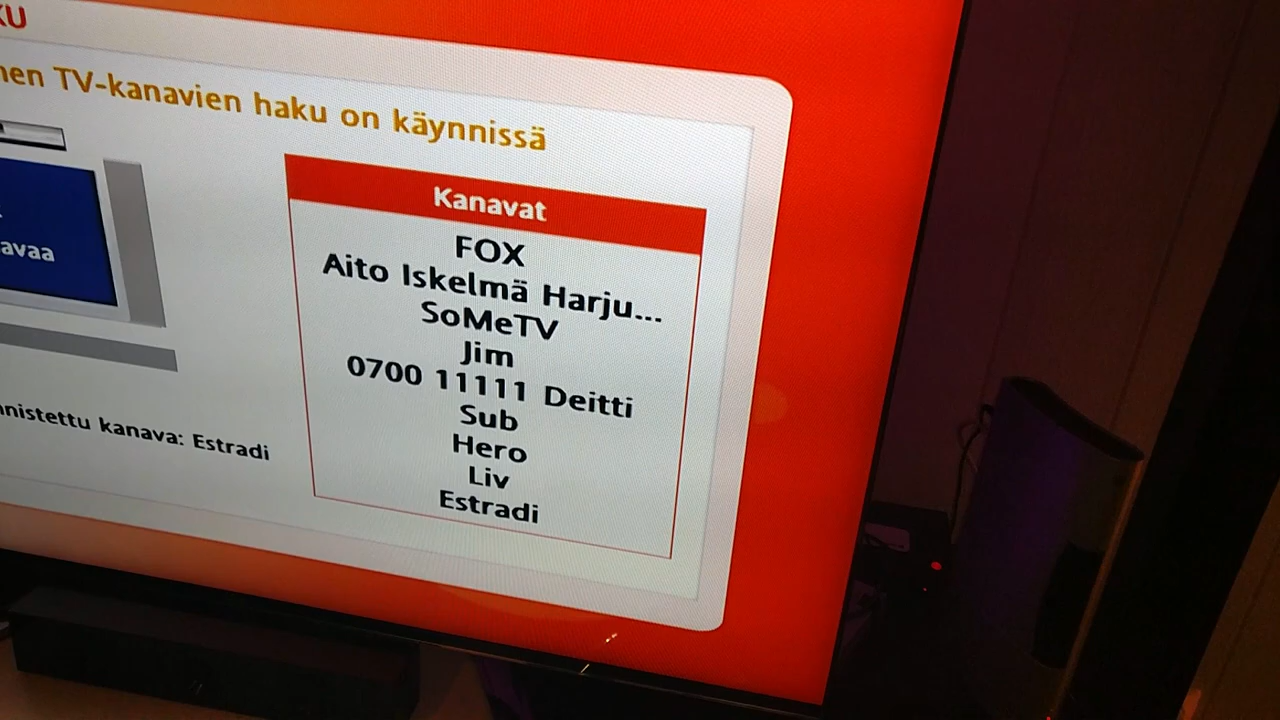 KU
nen TV-kanavien haku on käynnissä
avaa
Kanavat
FOX
Aito Iskelmä Harju...
SoMeTV
Jim
0700 11111 Deitti
Sub
Hero
Liv
Estradi
nnistettu kanava: Estradi